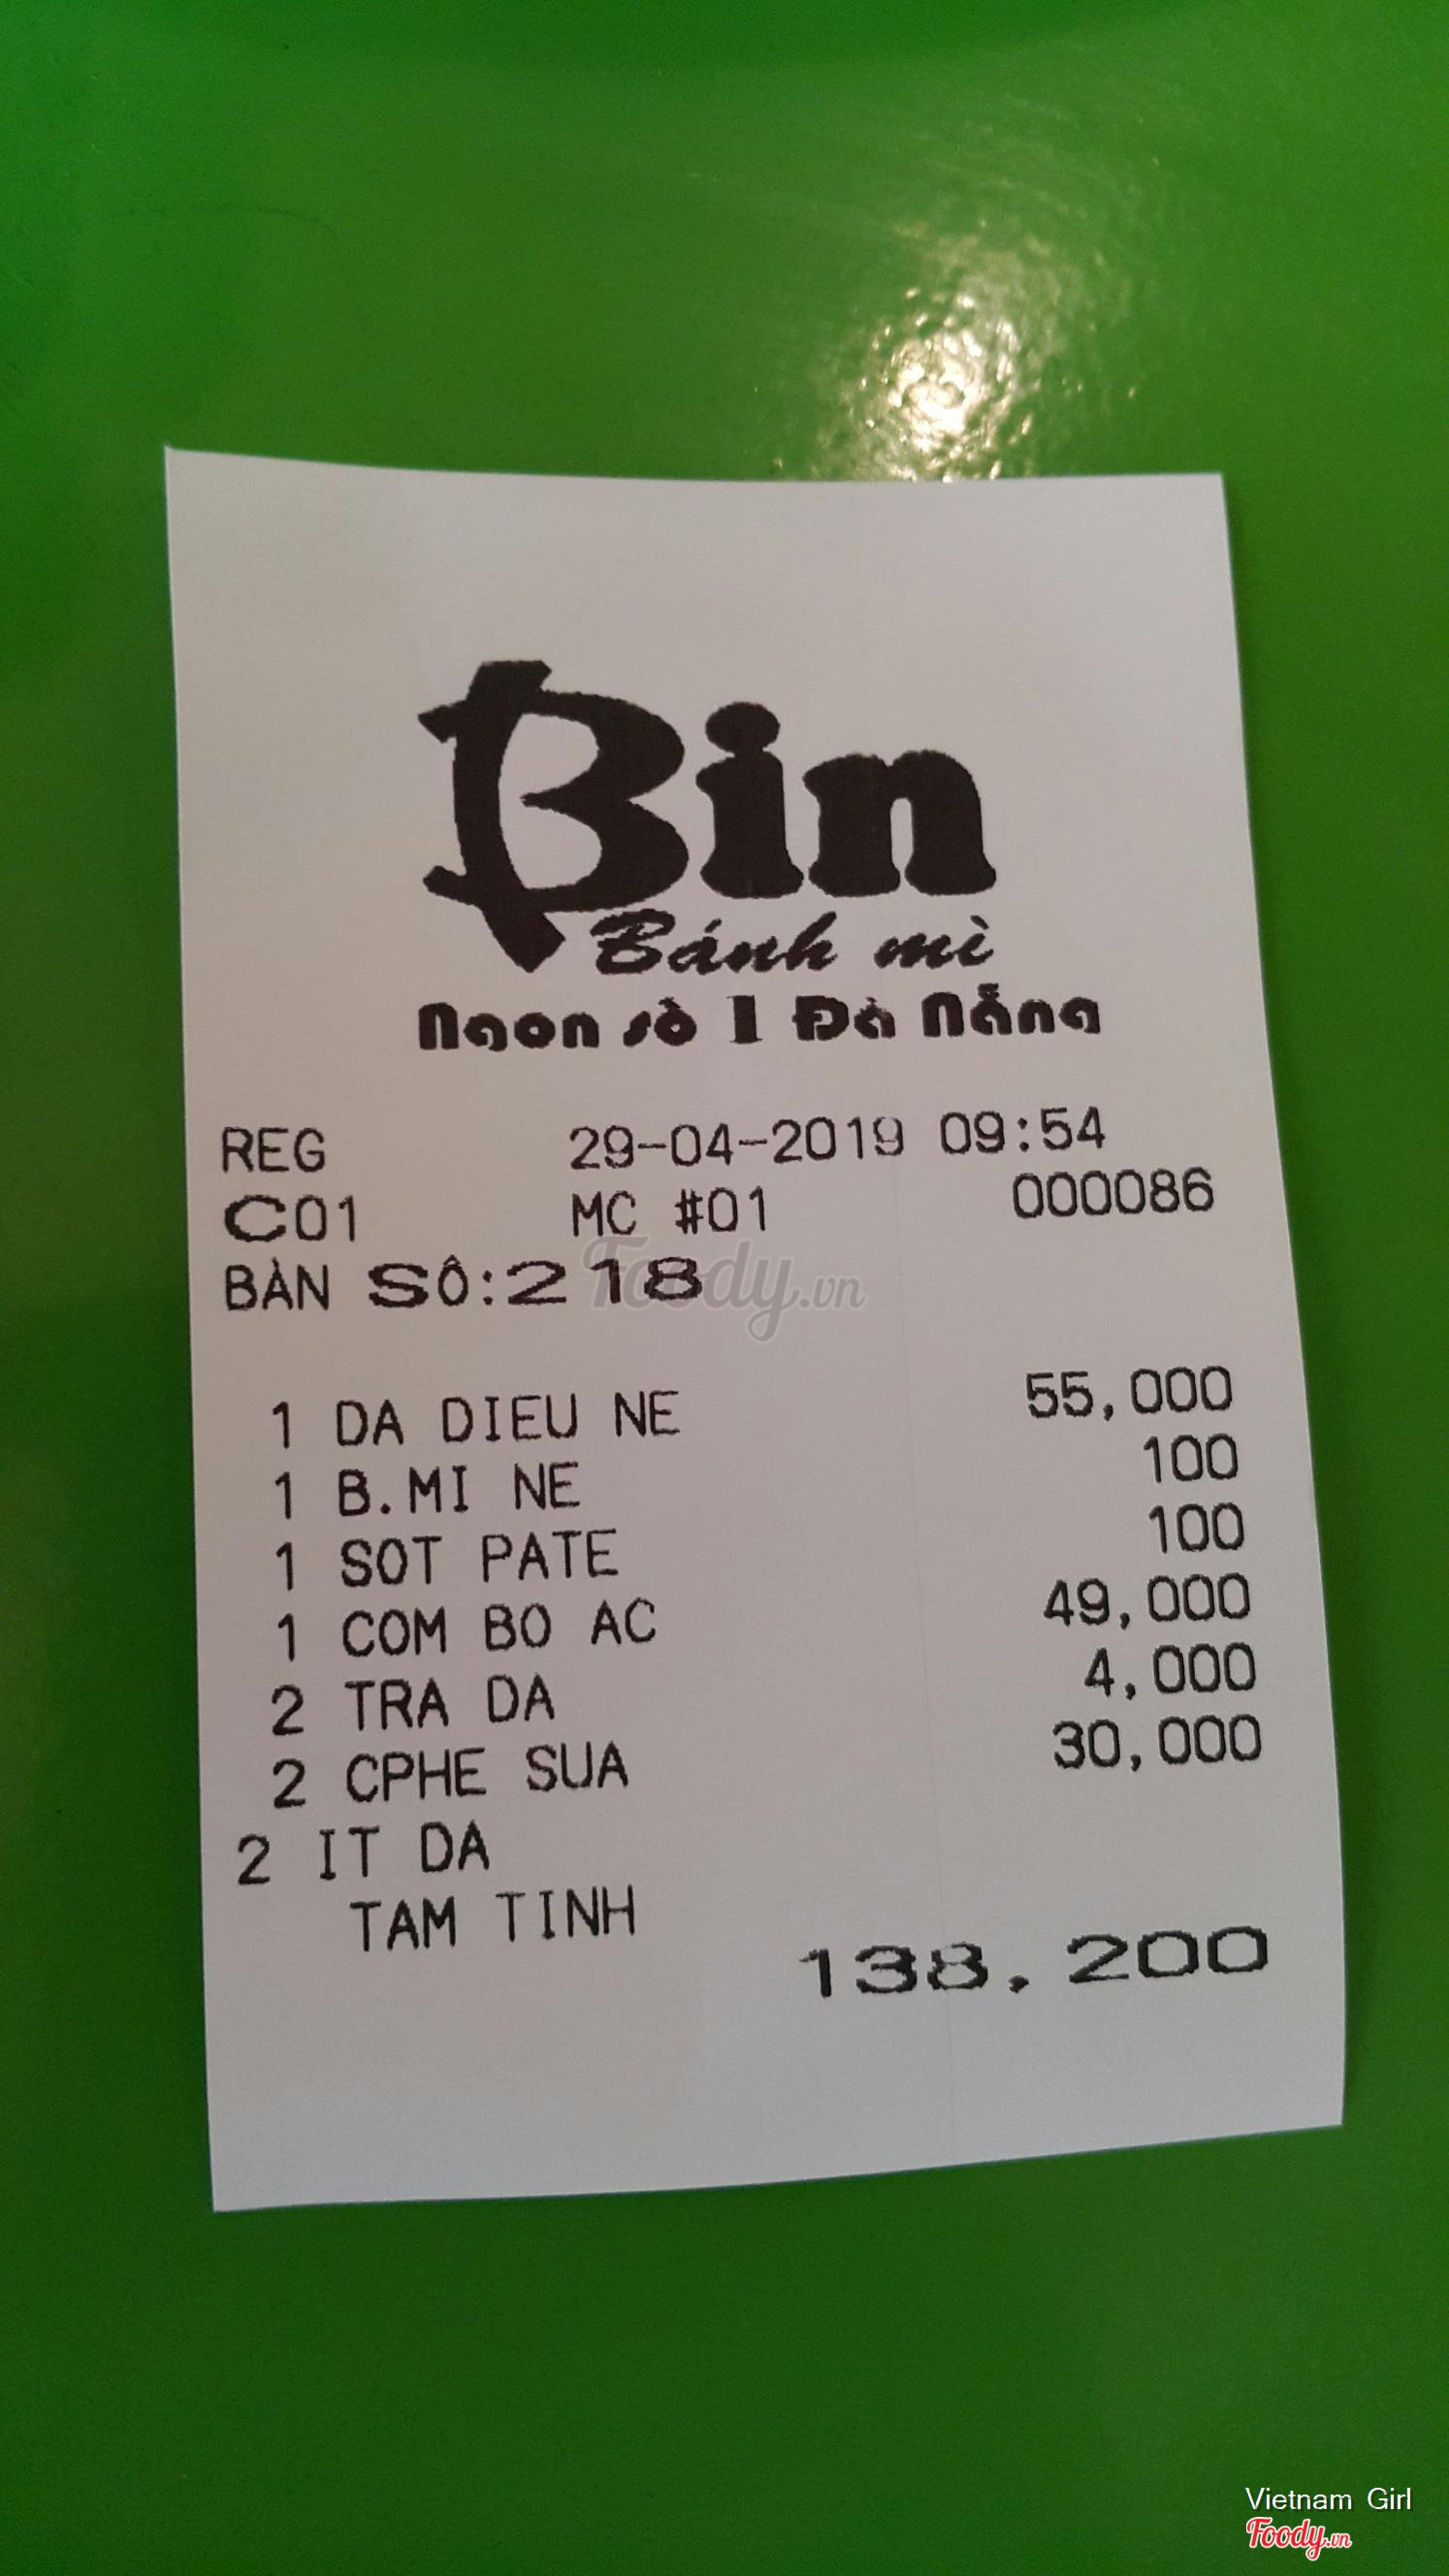 Bin
Bánh mì
Ngon số 1 Đà Nẵng
REG 29-04-2019 09:54
C01 MC #01 000086
BÀN SÔ:218
Foody.vn
1 DA DIEU NE 55,000
1 B.MI NE 100
1 SOT PATE 100
1 COM BO AC 49,000
2 TRA DA 4,000
2 CPHE SUA 30,000
2 IT DA
TAM TINH
138,200
Vietnam Girl
Foody.vn